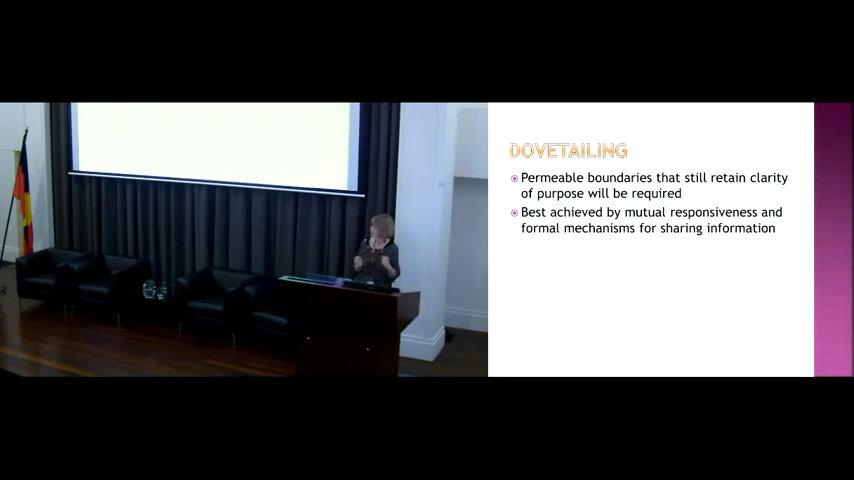 DOVETAILING
Permeable boundaries that still retain clarity
of purpose will be required
Best achieved by mutual responsiveness and
formal mechanisms for sharing information